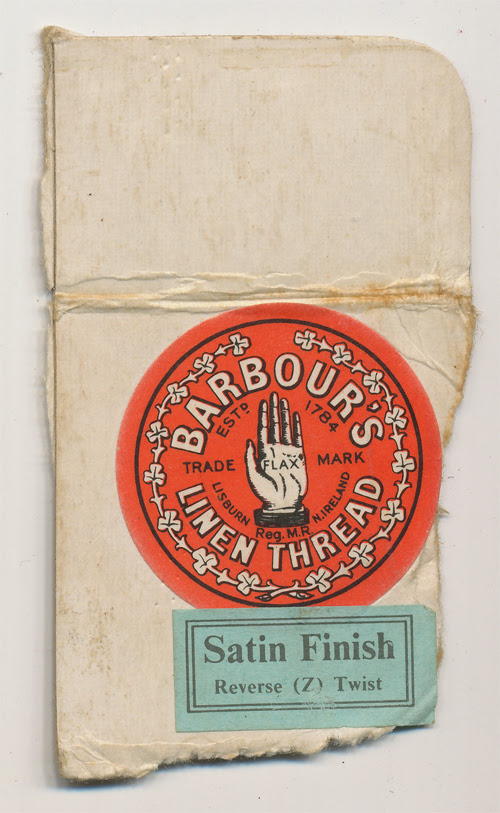 BARBOUR'S
ESTD 1784
TRADE MARK
FLAX
LISBURN N.IRELAND
Reg. M.R.
LINEN THREAD
Satin Finish
Reverse (Z) Twist